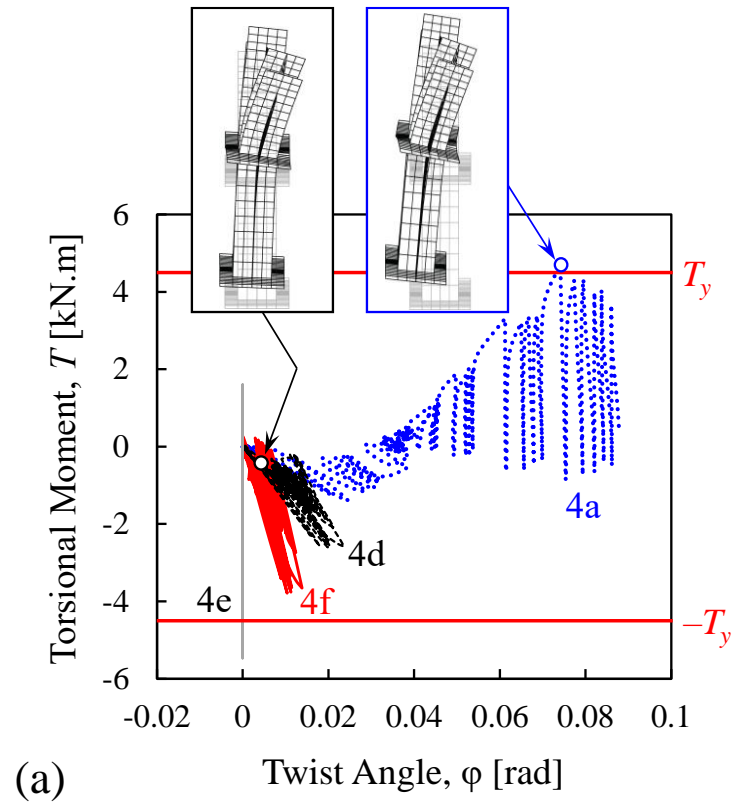 6
4
2
0
-2
-4
-6
-0.02
0
0.02
0.04
0.06
0.08
0.1
Torsional Moment, T [kN.m]
Twist Angle, φ [rad]
T_y
−T_y
4a
4d
4e
4f
(a)